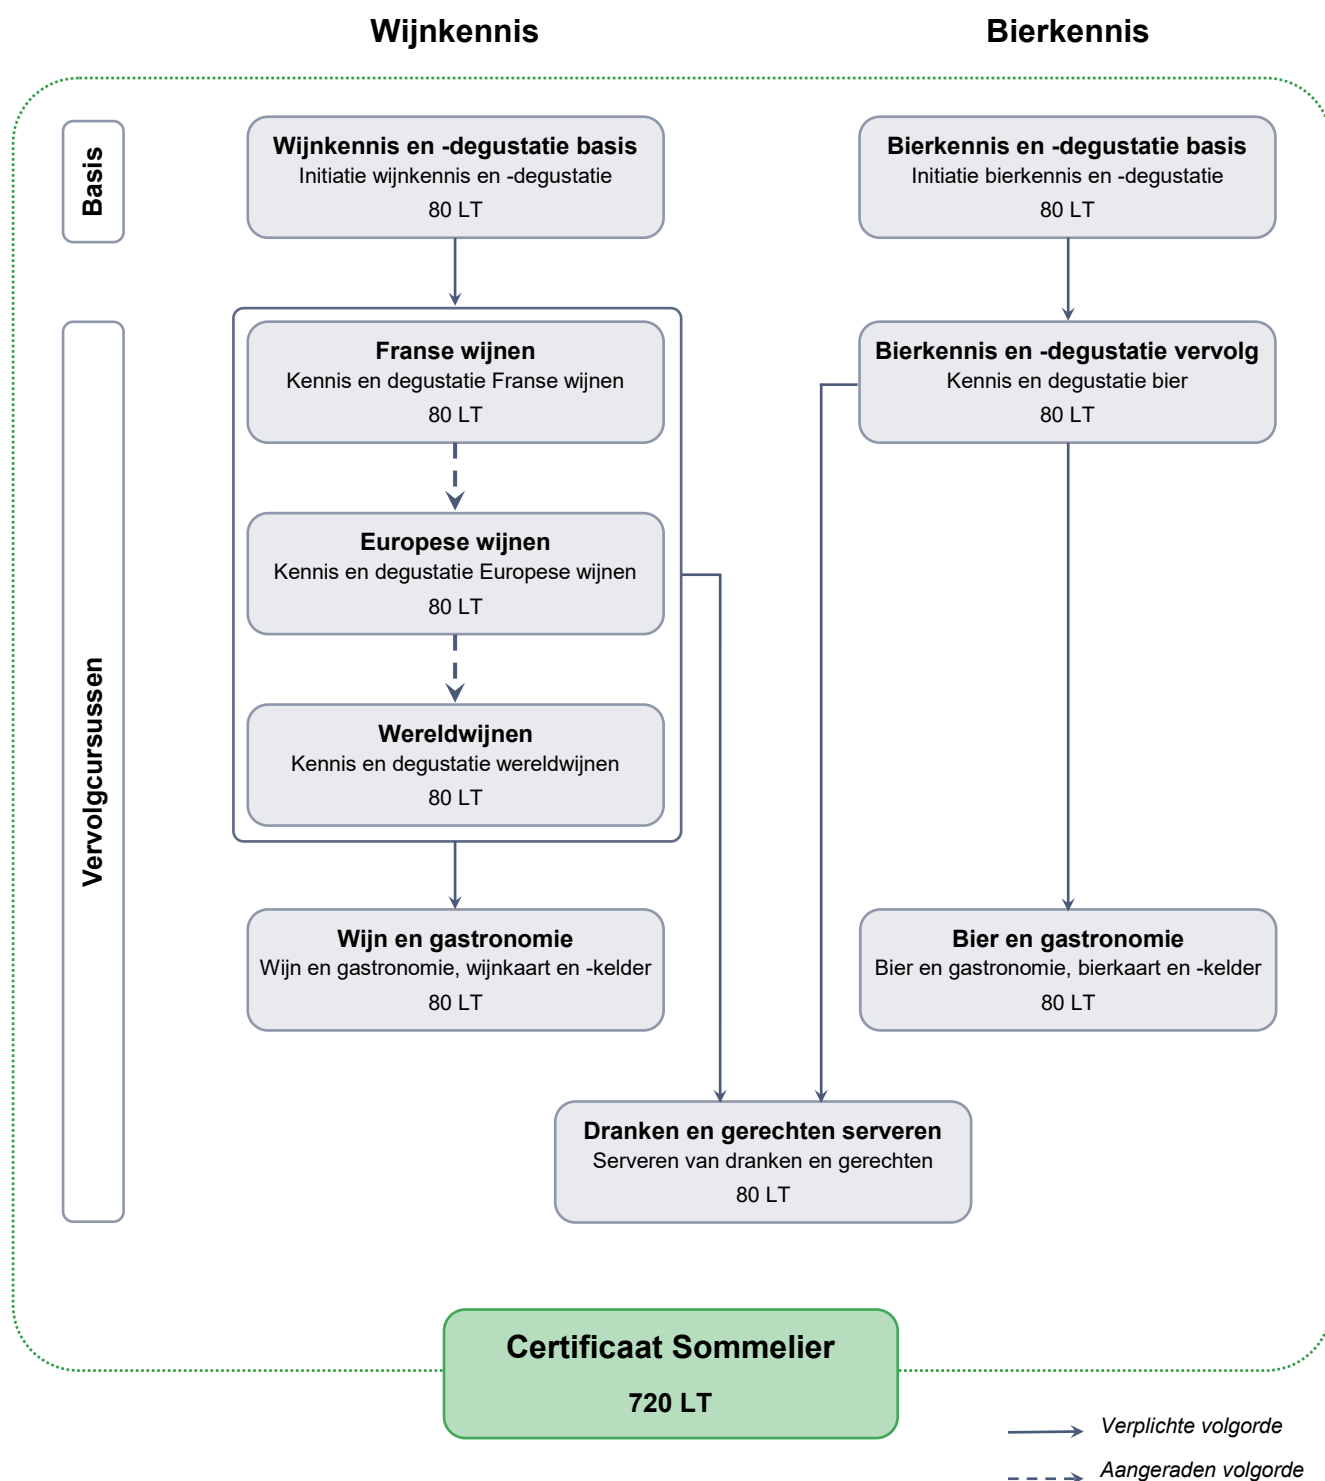 Wijnkennis
Bierkennis
Basis
Wijnkennis en -degustatie basis
Initiatie wijnkennis en -degustatie
80 LT
Bierkennis en -degustatie basis
Initiatie bierkennis en -degustatie
80 LT
Vervolgcursussen
Franse wijnen
Kennis en degustatie Franse wijnen
80 LT
Bierkennis en -degustatie vervolg
Kennis en degustatie bier
80 LT
Europese wijnen
Kennis en degustatie Europese wijnen
80 LT
Wereldwijnen
Kennis en degustatie wereldwijnen
80 LT
Wijn en gastronomie
Wijn en gastronomie, wijnkaart en -kelder
80 LT
Bier en gastronomie
Bier en gastronomie, bierkaart en -kelder
80 LT
Dranken en gerechten serveren
Serveren van dranken en gerechten
80 LT
Certificaat Sommelier
720 LT
Verplichte volgorde
Aangeraden volgorde